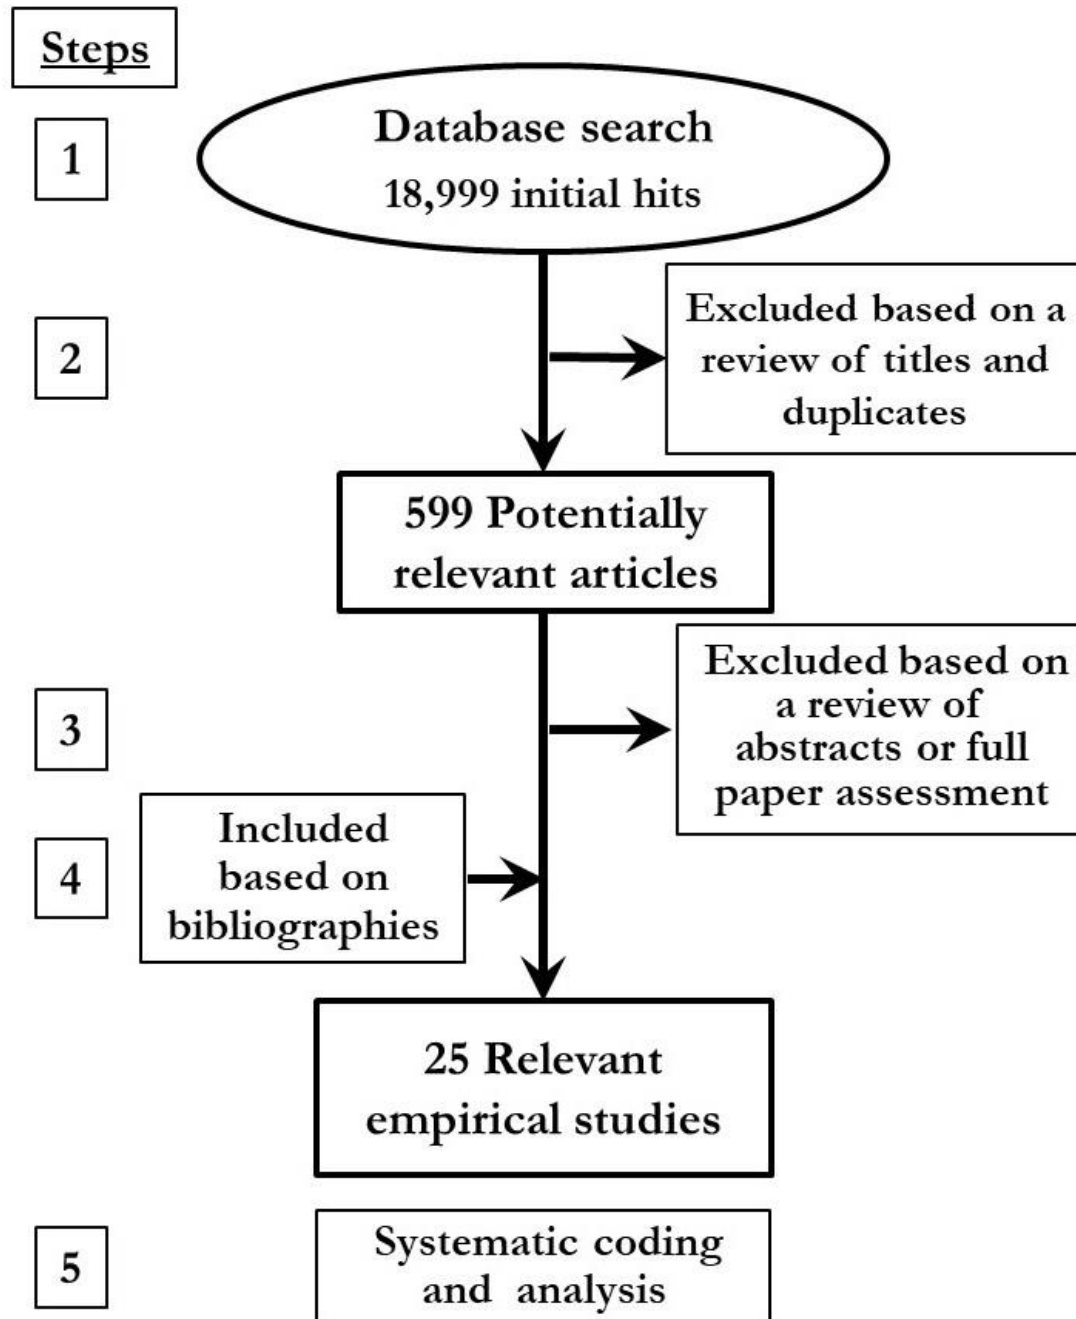 Steps
1
Database search
18,999 initial hits
2
Excluded based on a
review of titles and
duplicates
599 Potentially
relevant articles
3
Excluded based on
a review of
abstracts or full
paper assessment
4
Included
based on
bibliographies
25 Relevant
empirical studies
5
Systematic coding
and analysis